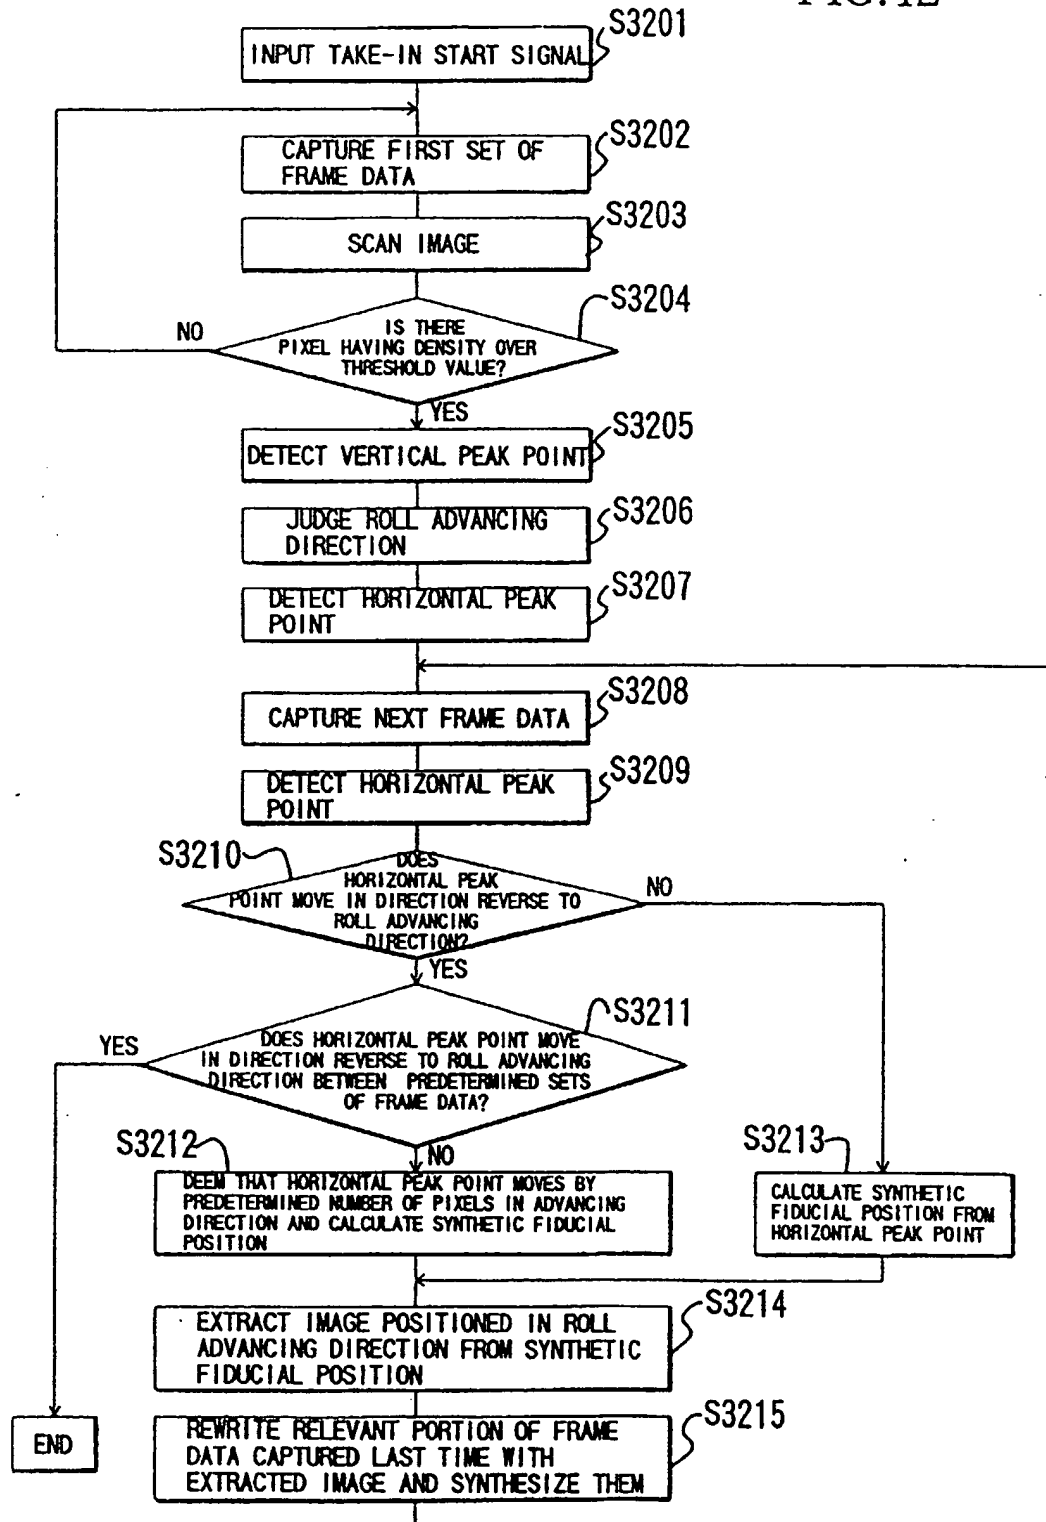 FIG.12
S3201
INPUT TAKE-IN START SIGNAL
S3202
CAPTURE FIRST SET OF
FRAME DATA
S3203
SCAN IMAGE
S3204
NO
IS THERE
PIXEL HAVING DENSITY OVER
THRESHOLD VALUE?
YES
S3205
DETECT VERTICAL PEAK POINT
S3206
JUDGE ROLL ADVANCING
DIRECTION
S3207
DETECT HORIZONTAL PEAK
POINT
S3208
CAPTURE NEXT FRAME DATA
S3209
DETECT HORIZONTAL PEAK
POINT
S3210
DOES
HORIZONTAL PEAK
POINT MOVE IN DIRECTION REVERSE TO
ROLL ADVANCING
DIRECTION?
NO
YES
S3211
YES
DOES HORIZONTAL PEAK POINT MOVE
IN DIRECTION REVERSE TO ROLL ADVANCING
DIRECTION BETWEEN PREDETERMINED SETS
OF FRAME DATA?
S3212
NO
DEEM THAT HORIZONTAL PEAK POINT MOVES BY
PREDETERMINED NUMBER OF PIXELS IN ADVANCING
DIRECTION AND CALCULATE SYNTHETIC FIDUCIAL
POSITION
S3213
CALCULATE SYNTHETIC
FIDUCIAL POSITION FROM
HORIZONTAL PEAK POINT
S3214
EXTRACT IMAGE POSITIONED IN ROLL
ADVANCING DIRECTION FROM SYNTHETIC
FIDUCIAL POSITION
S3215
REWRITE RELEVANT PORTION OF FRAME
DATA CAPTURED LAST TIME WITH
EXTRACTED IMAGE AND SYNTHESIZE THEM
END